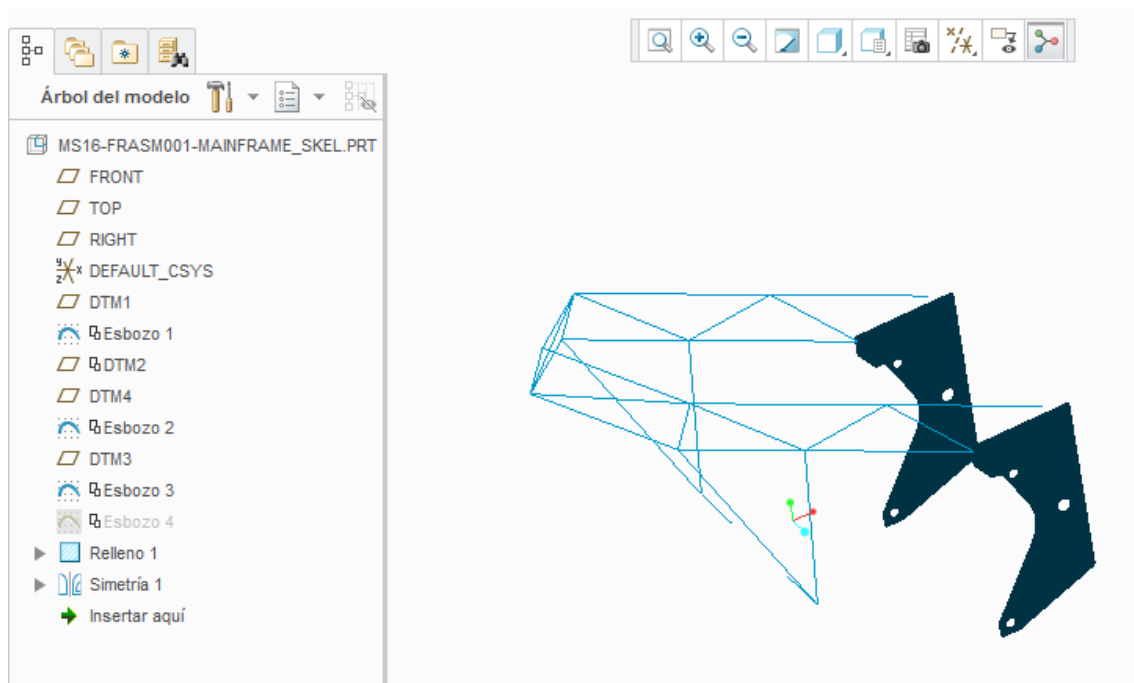 Árbol del modelo
MS16-FRASM001-MAINFRAME_SKEL.PRT
FRONT
TOP
RIGHT
DEFAULT_CSYS
DTM1
Esbozo 1
DTM2
DTM4
Esbozo 2
DTM3
Esbozo 3
Esbozo 4
Relleno 1
Simetría 1
Insertar aquí